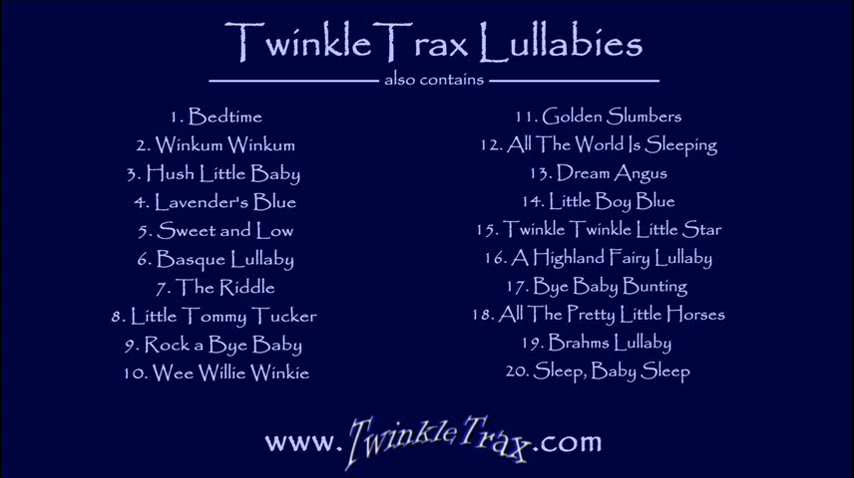 TwinkleTrax Lullabies
also contains
1. Bedtime
2. Winkum Winkum
3. Hush Little Baby
4. Lavender's Blue
5. Sweet and Low
6. Basque Lullaby
7. The Riddle
8. Little Tommy Tucker
9. Rock a Bye Baby
10. Wee Willie Winkie
11. Golden Slumbers
12. All The World Is Sleeping
13. Dream Angus
14. Little Boy Blue
15. Twinkle Twinkle Little Star
16. A Highland Fairy Lullaby
17. Bye Baby Bunting
18. All The Pretty Little Horses
19. Brahms Lullaby
20. Sleep, Baby Sleep
www.TwinkleTrax.com